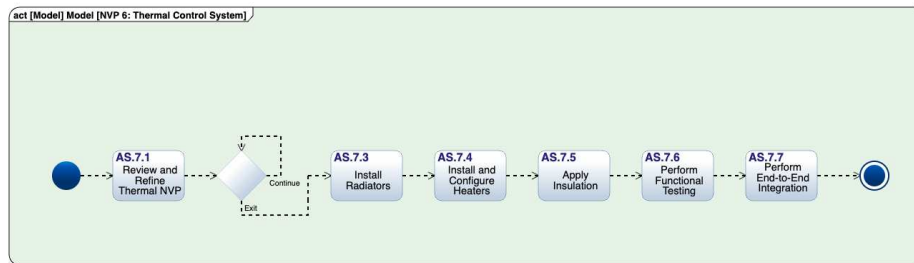 act [Model] Model [NVP 6: Thermal Control System]
AS.7.1
Review and
Refine
Thermal NVP
Continue
Exit
AS.7.3
Install
Radiators
AS.7.4
Install and
Configure
Heaters
AS.7.5
Apply
Insulation
AS.7.6
Perform
Functional
Testing
AS.7.7
Perform
End-to-End
Integration